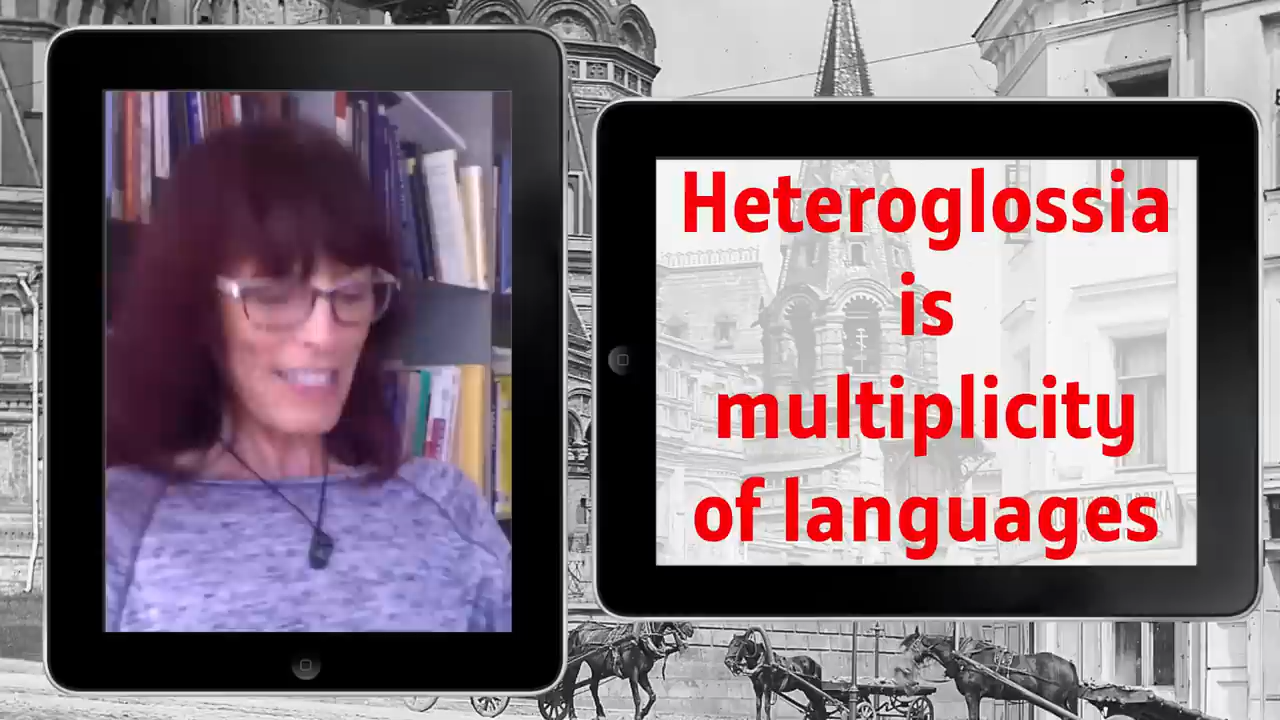 Heteroglossia
is
multiplicity
of languages